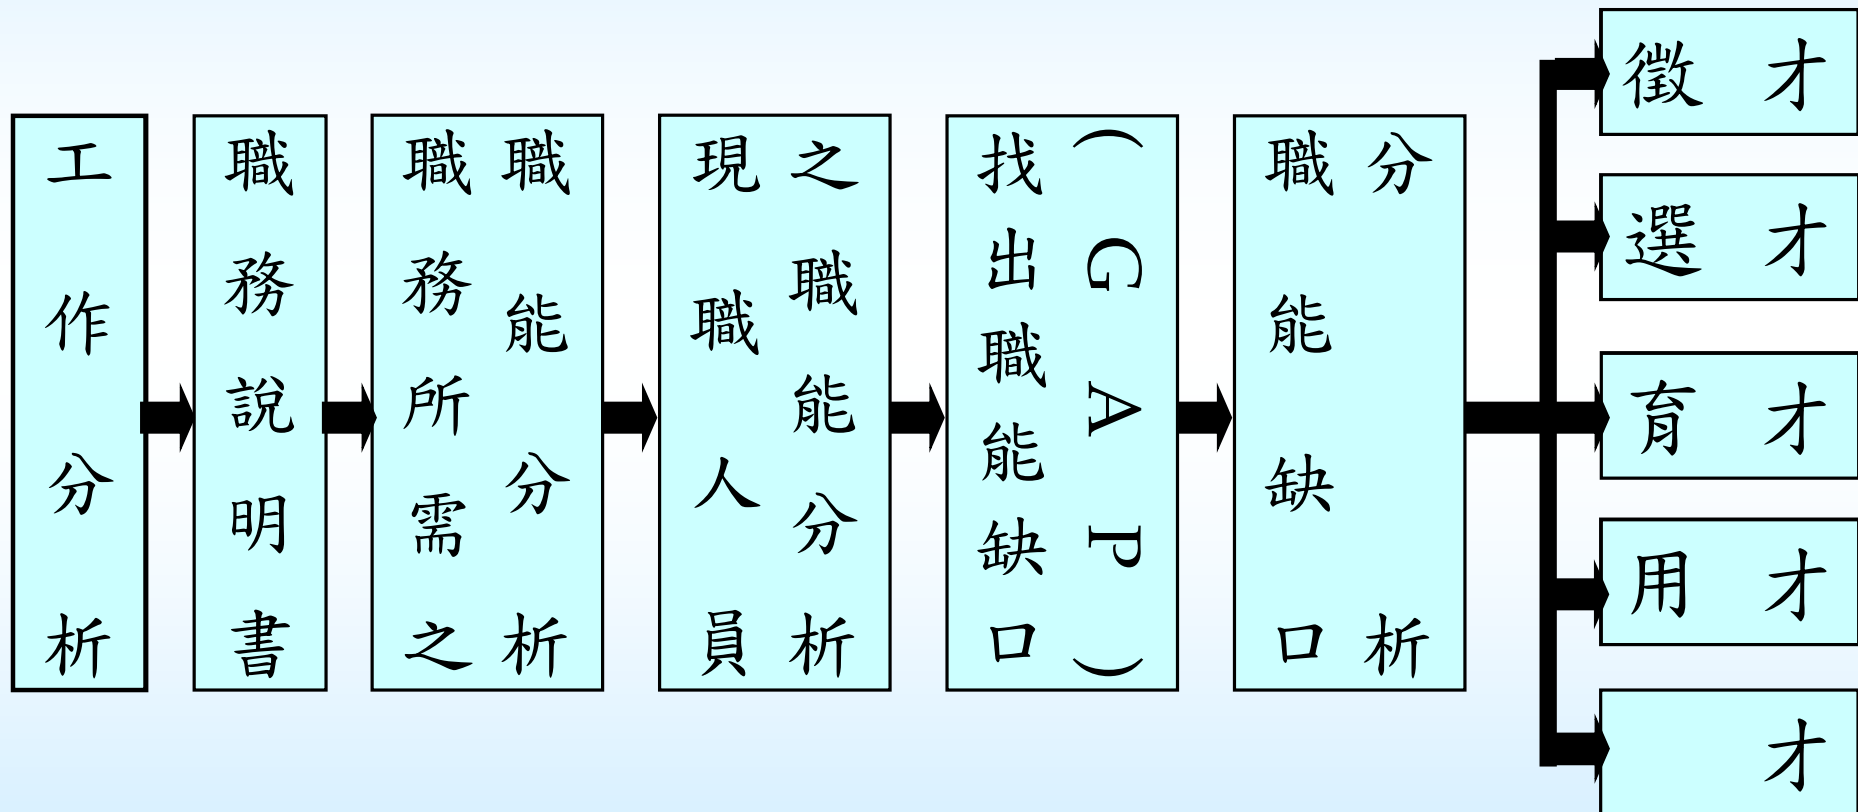 工作分析
職務說明書
職務所需之
職能分析
現職人員
之職能分析
找出職能缺口
(GAP)
職能缺口
分析
徵才
選才
育才
用才
才